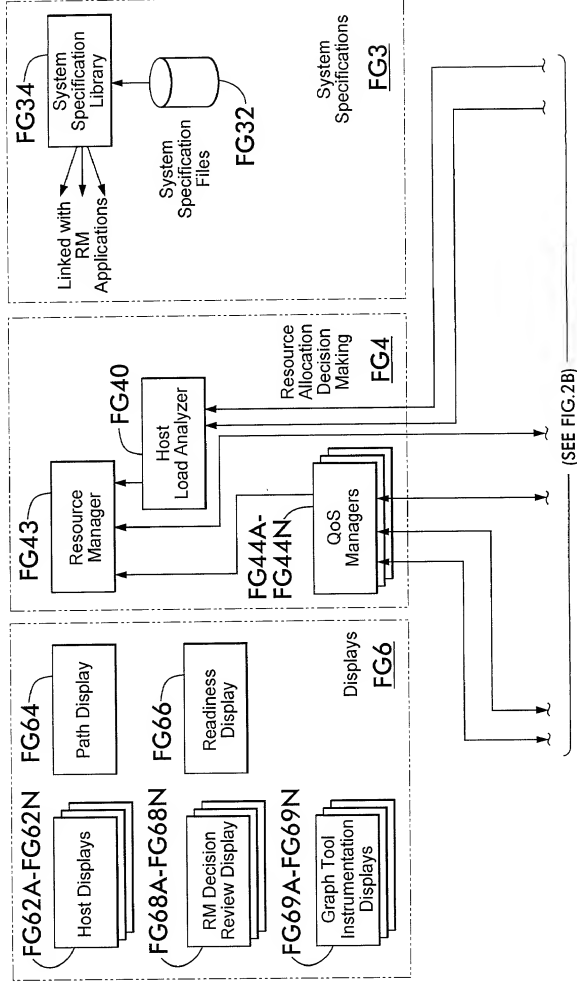 FG62A-FG62N
Host Displays
FG64
Path Display
FG68A-FG68N
RM Decision
Review Display
FG66
Readiness
Display
FG69A-FG69N
Graph Tool
Instrumentation
Displays
Displays
FG6
FG43
Resource
Manager
FG40
Host
Load Analyzer
FG44A-
FG44N
QoS
Managers
Resource
Allocation
Decision
Making
FG4
FG34
System
Specification
Library
Linked with
RM
Applications
System
Specification
Files
FG32
System
Specifications
FG3
(SEE FIG.2B)